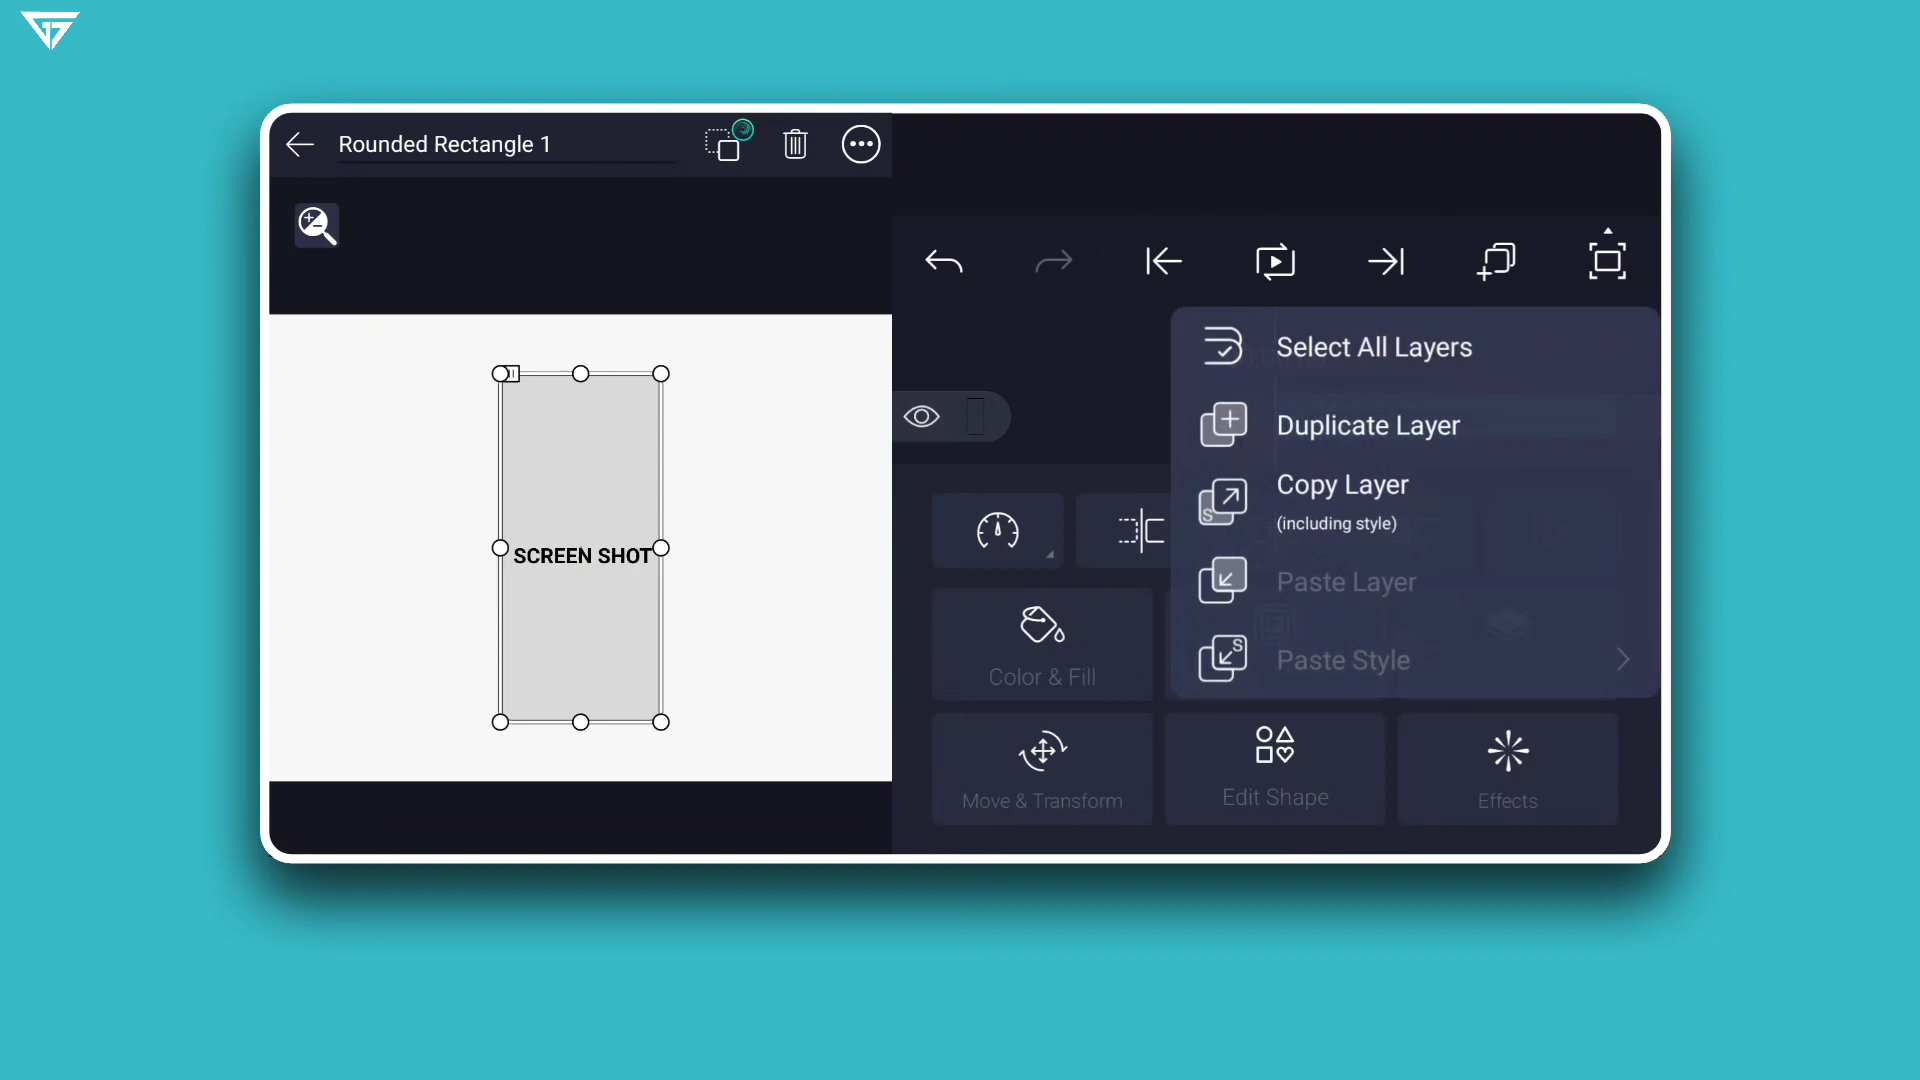 Rounded Rectangle 1
SCREEN SHOT
Select All Layers
Duplicate Layer
Copy Layer
(including style)
Paste Layer
Paste Style
Color & Fill
Move & Transform
Edit Shape
Effects